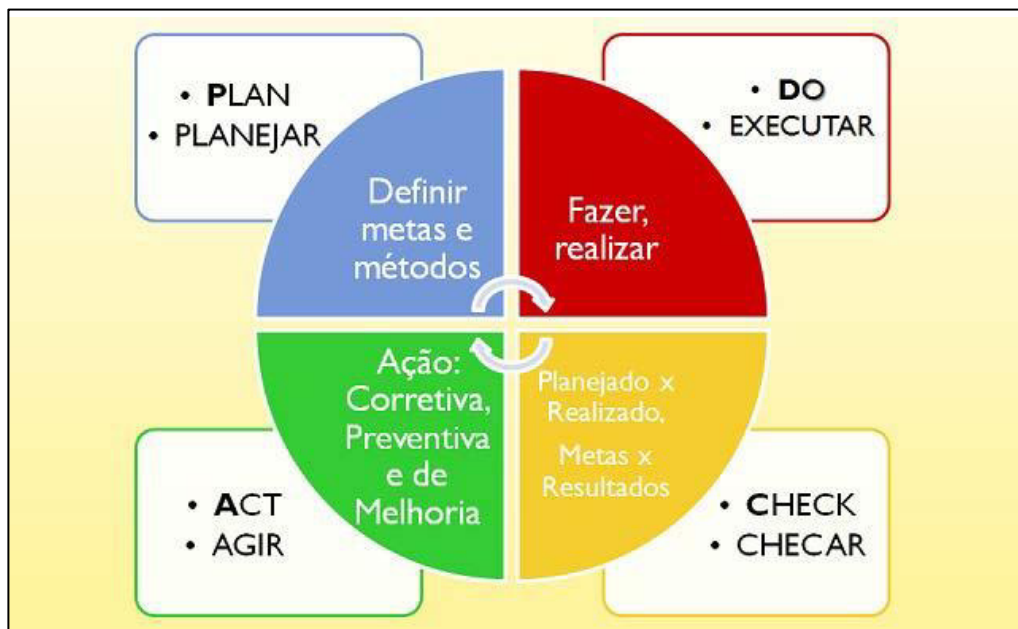 • PLAN
• PLANEJAR
Definir
metas e
métodos
• DO
• EXECUTAR
Fazer,
realizar
Ação:
Corretiva,
Preventiva
e de
Melhoria
• ACT
• AGIR
Planejado x
Realizado,
Metas x
Resultados
• CHECK
• CHECAR